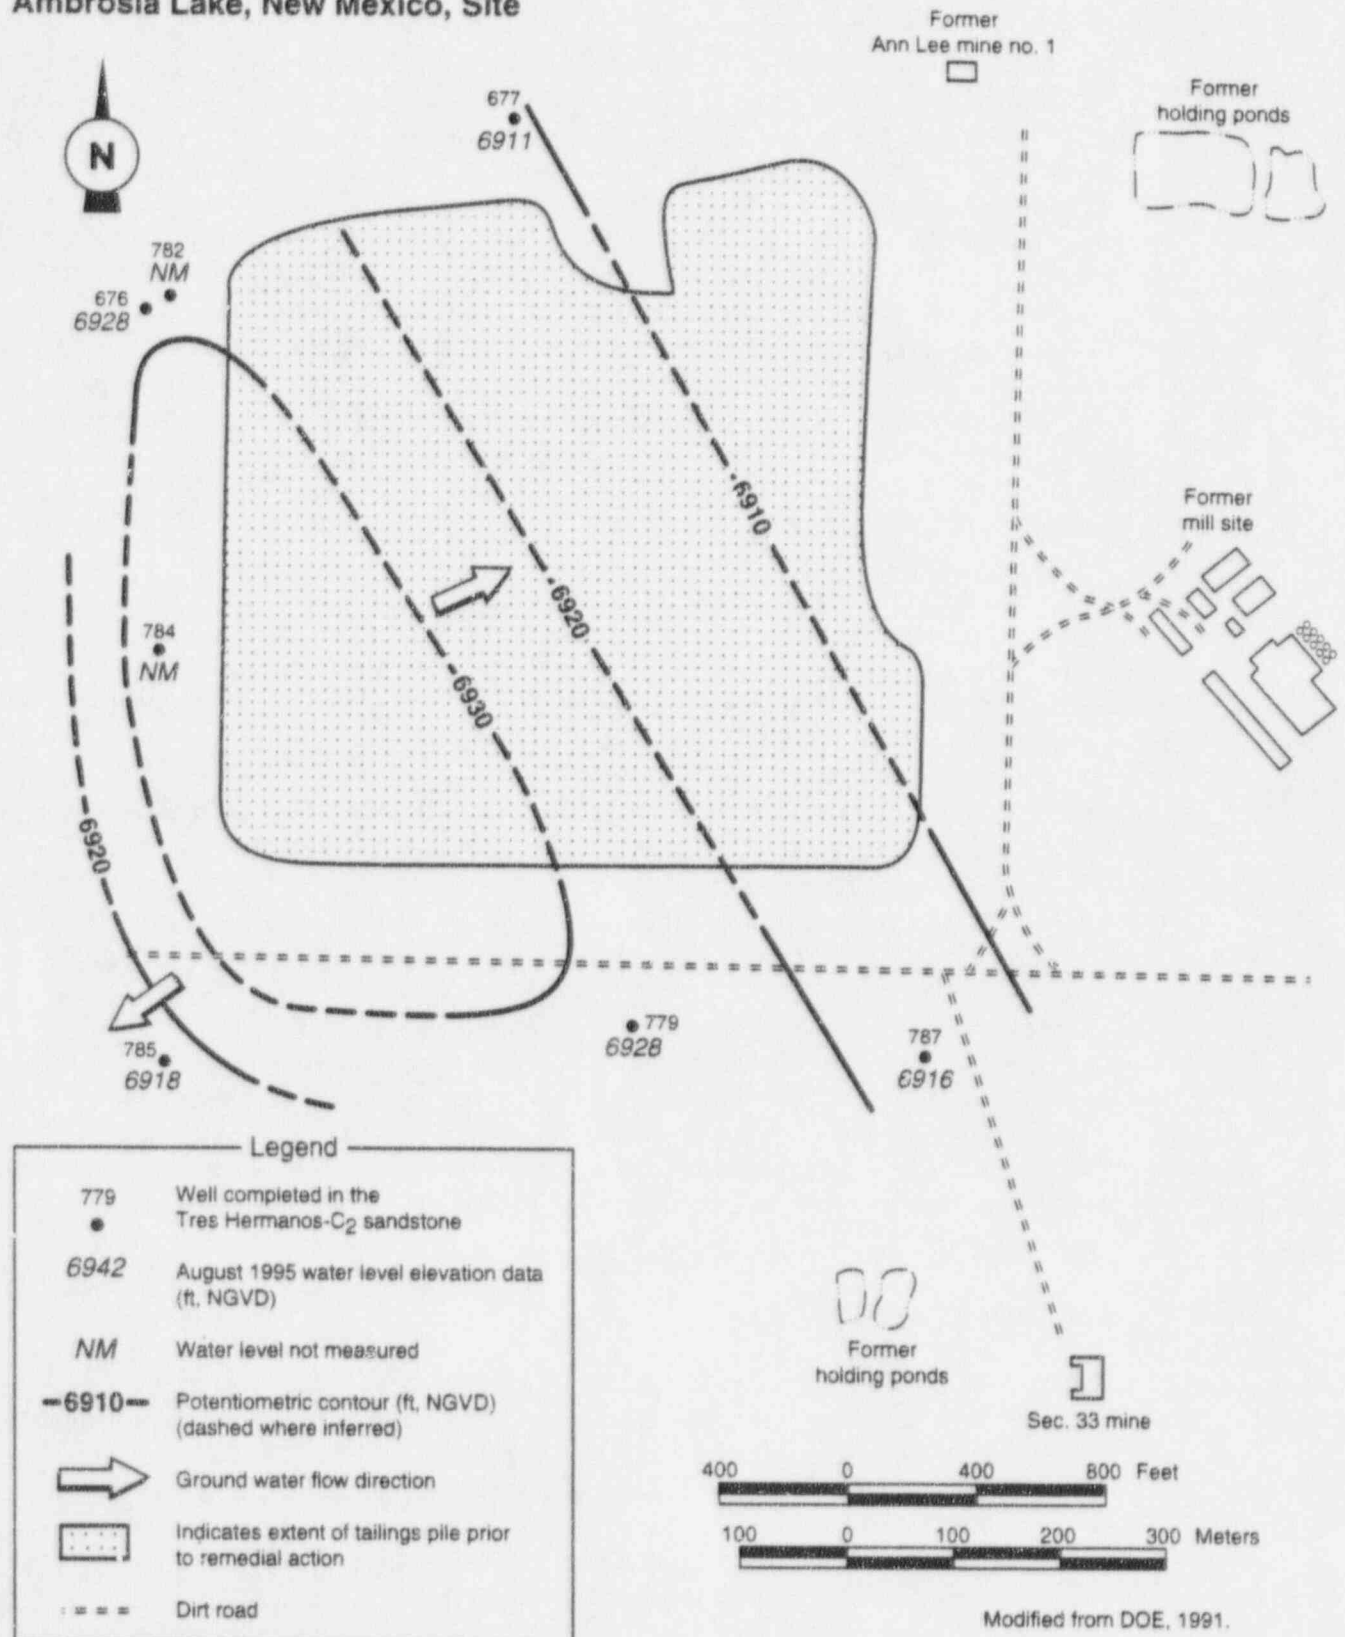 Ambrosia Lake, New Mexico, Site
Former
Ann Lee mine no. 1
Former
holding ponds
N
677
6911
782
NM
676
6928
6910
Former
mill site
6920
784
NM
6930
6920
779
6928
787
6916
785
6918
Legend
779
Well completed in the
Tres Hermanos-C2 sandstone
6942
August 1995 water level elevation data
(ft, NGVD)
NM
Water level not measured
6910
Potentiometric contour (ft, NGVD)
(dashed where inferred)
Ground water flow direction
Indicates extent of tailings pile prior
to remedial action
Dirt road
Former
holding ponds
Sec. 33 mine
400 0 400 800 Feet
100 0 100 200 300 Meters
Modified from DOE, 1991.